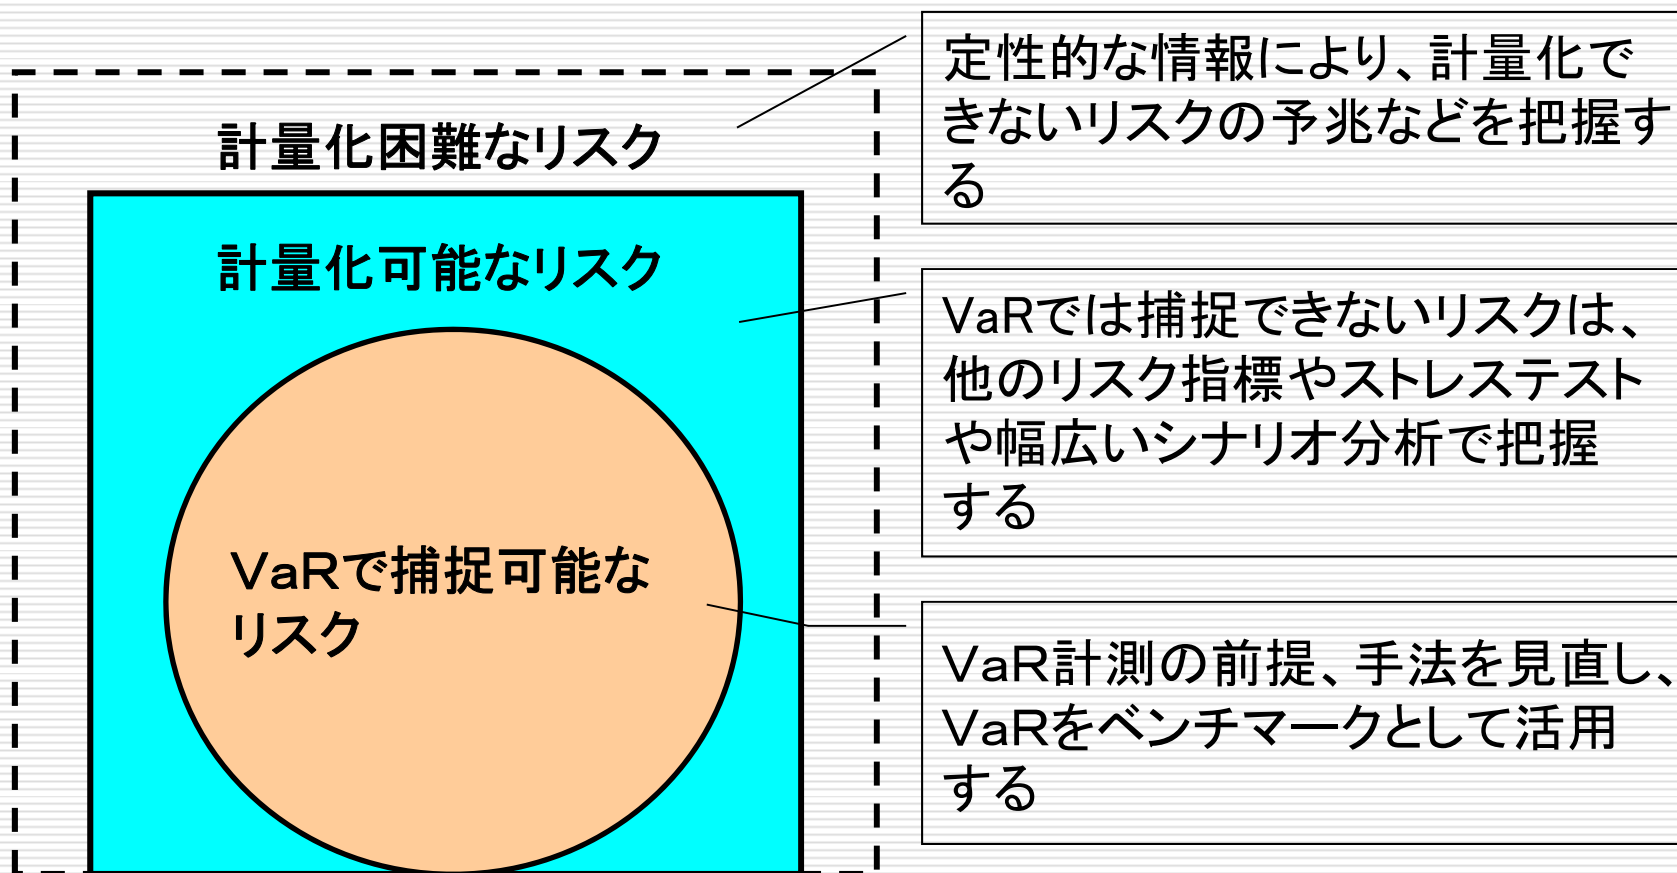 計量化困難なリスク
計量化可能なリスク
VaRで捕捉可能な
リスク
定性的な情報により、計量化で
きないリスクの予兆などを把握す
る
VaRでは捕捉できないリスクは、
他のリスク指標やストレステスト
や幅広いシナリオ分析で把握
する
VaR計測の前提、手法を見直し、
VaRをベンチマークとして活用
する